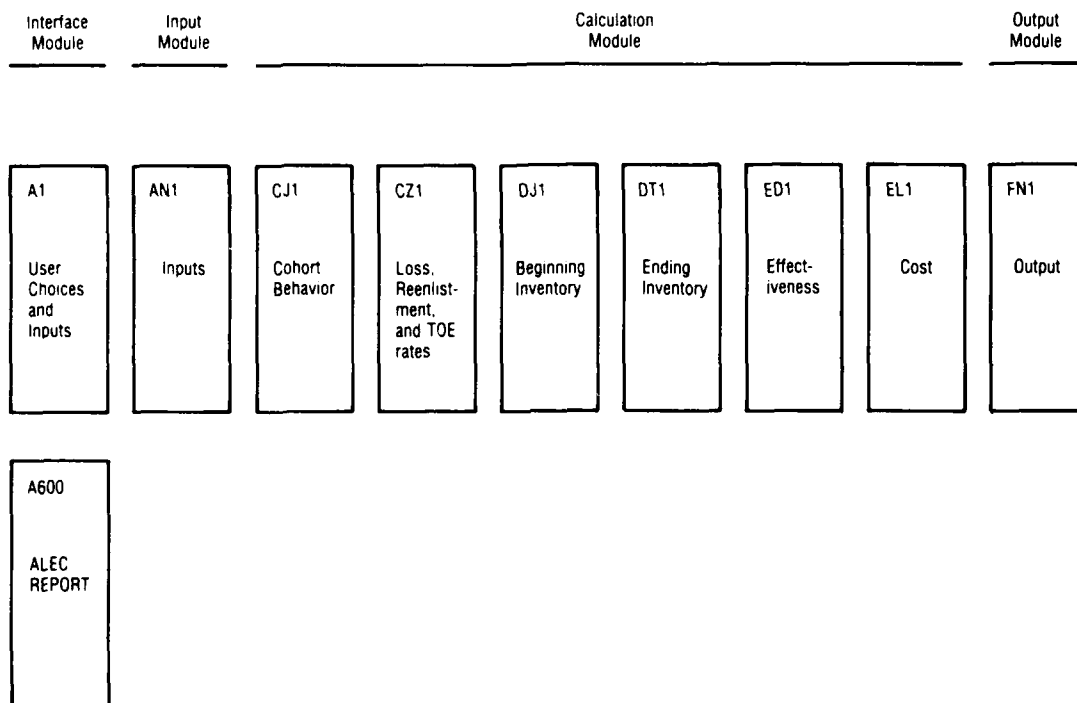 Interface
Module
Input
Module
Calculation
Module
Output
Module
A1
User
Choices
and
Inputs
AN1
Inputs
CJ1
Cohort
Behavior
CZ1
Loss,
Reenlist-
ment,
and TOE
rates
DJ1
Beginning
Inventory
DT1
Ending
Inventory
ED1
Effect-
iveness
EL1
Cost
FN1
Output
A600
ALEC
REPORT